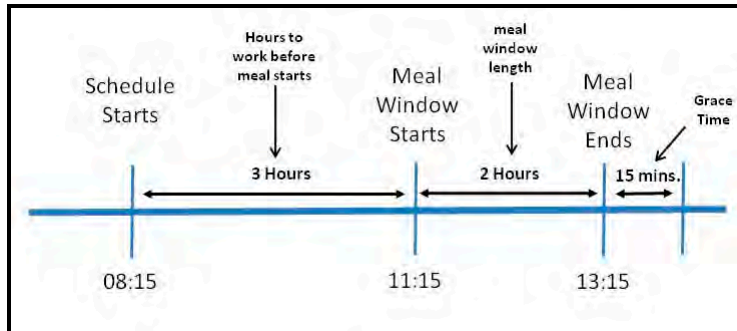 Hours to
work before
meal starts
meal
window
length
Schedule
Starts
Meal
Window
Starts
Meal
Window
Ends
Grace
Time
3 Hours
2 Hours
15 mins.
08:15
11:15
13:15